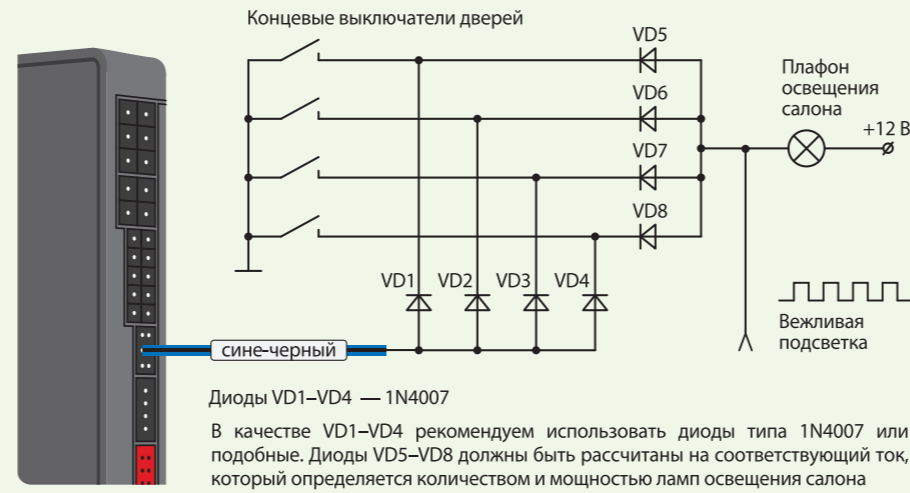 Концевые выключатели дверей
VD5
VD6
VD7
VD8
Плафон
освещения
салона
+12 В
VD1
VD2
VD3
VD4
Вежливая
подсветка
сине-черный
Диоды VD1–VD4 — 1N4007
В качестве VD1–VD4 рекомендуем использовать диоды типа 1N4007 или
подобные. Диоды VD5–VD8 должны быть рассчитаны на соответствующий ток,
который определяется количеством и мощностью ламп освещения салона